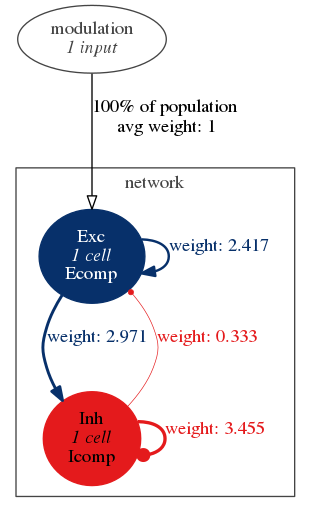 modulation
1 input
100% of population
avg weight: 1
network
Exc
1 cell
Ecomp
weight: 2.417
weight: 2.971
weight: 0.333
Inh
1 cell
Icomp
weight: 3.455